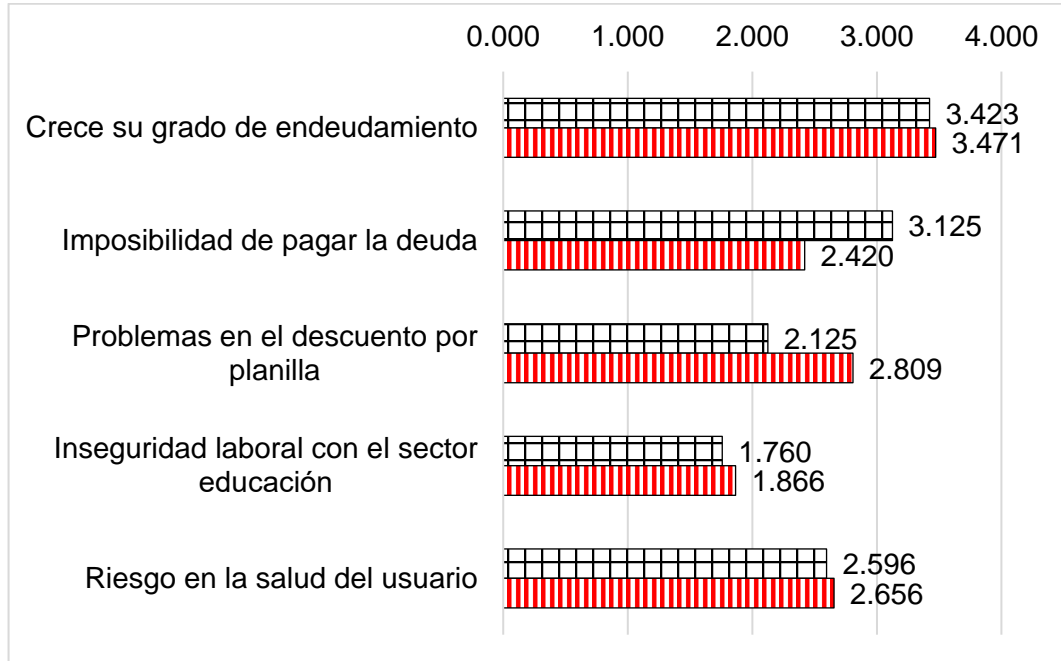 0.000 1.000 2.000 3.000 4.000
Crece su grado de endeudamiento
3.423
3.471
Imposibilidad de pagar la deuda
3.125
2.420
Problemas en el descuento por
planilla
2.125
2.809
Inseguridad laboral con el sector
educación
1.760
1.866
Riesgo en la salud del usuario
2.596
2.656